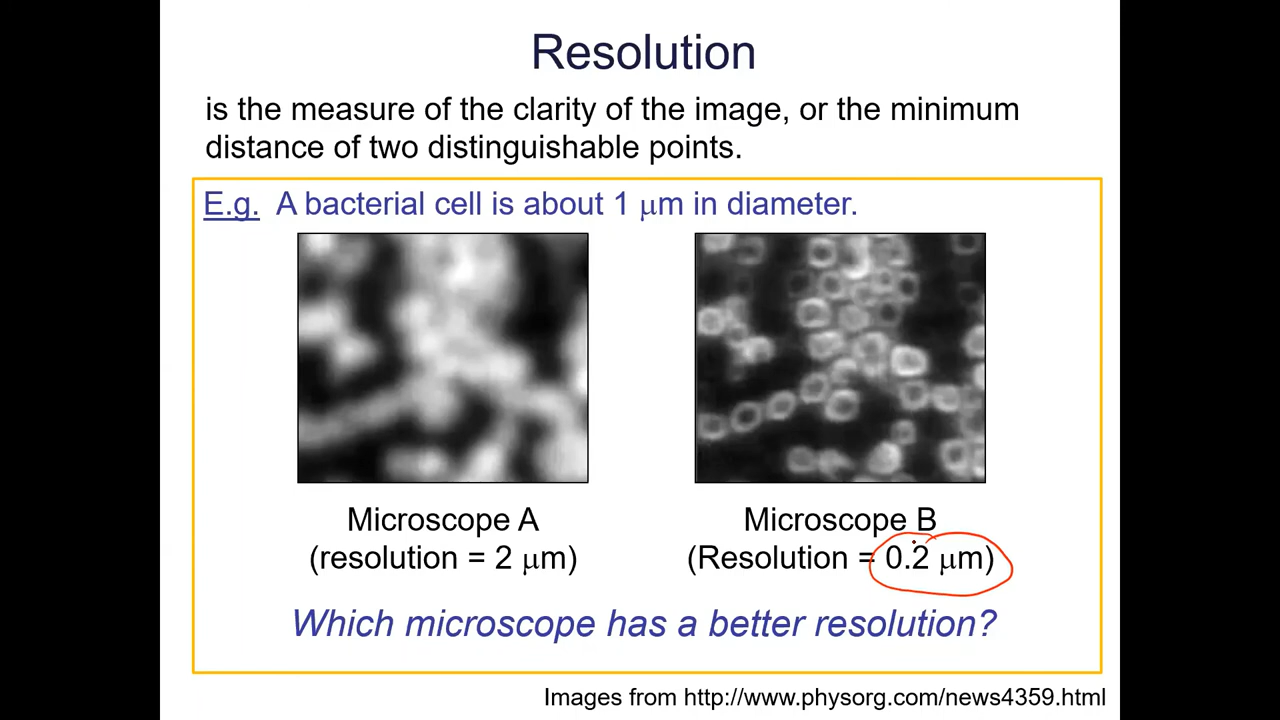 Resolution
is the measure of the clarity of the image, or the minimum
distance of two distinguishable points.
E.g. A bacterial cell is about 1 μm in diameter.
Microscope A
(resolution = 2 μm)
Microscope B
(Resolution = 0.2 μm)
Which microscope has a better resolution?
Images from http://www.physorg.com/news4359.html